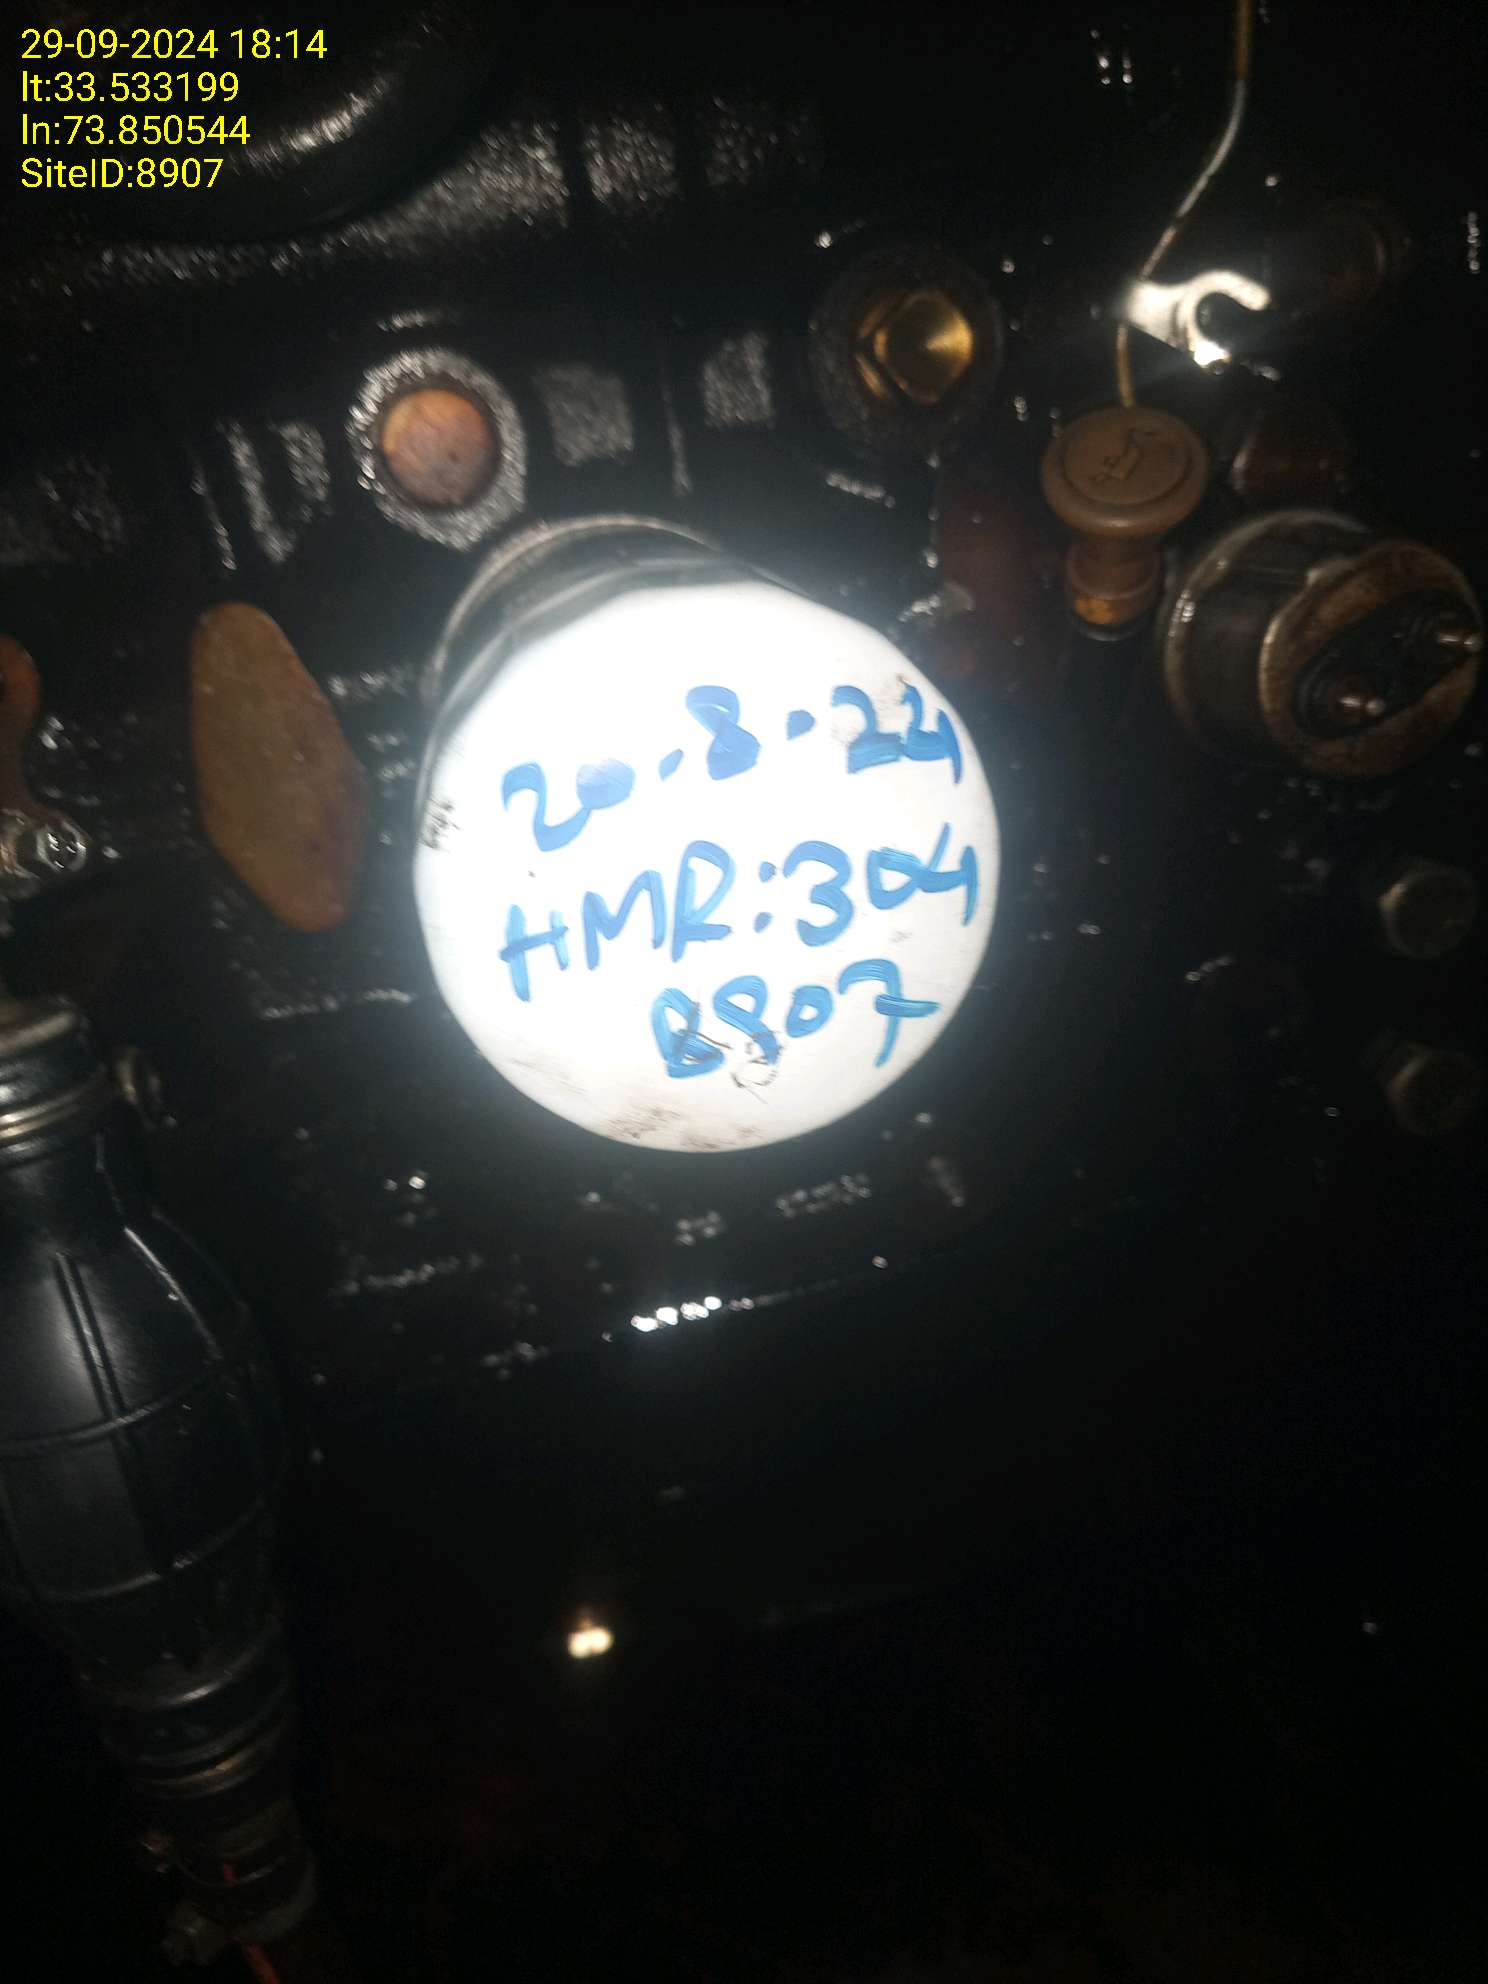 29-09-2024 18:14
lt:33.533199
ln:73.850544
SiteID:8907
20.8.24
HMR:304
8907